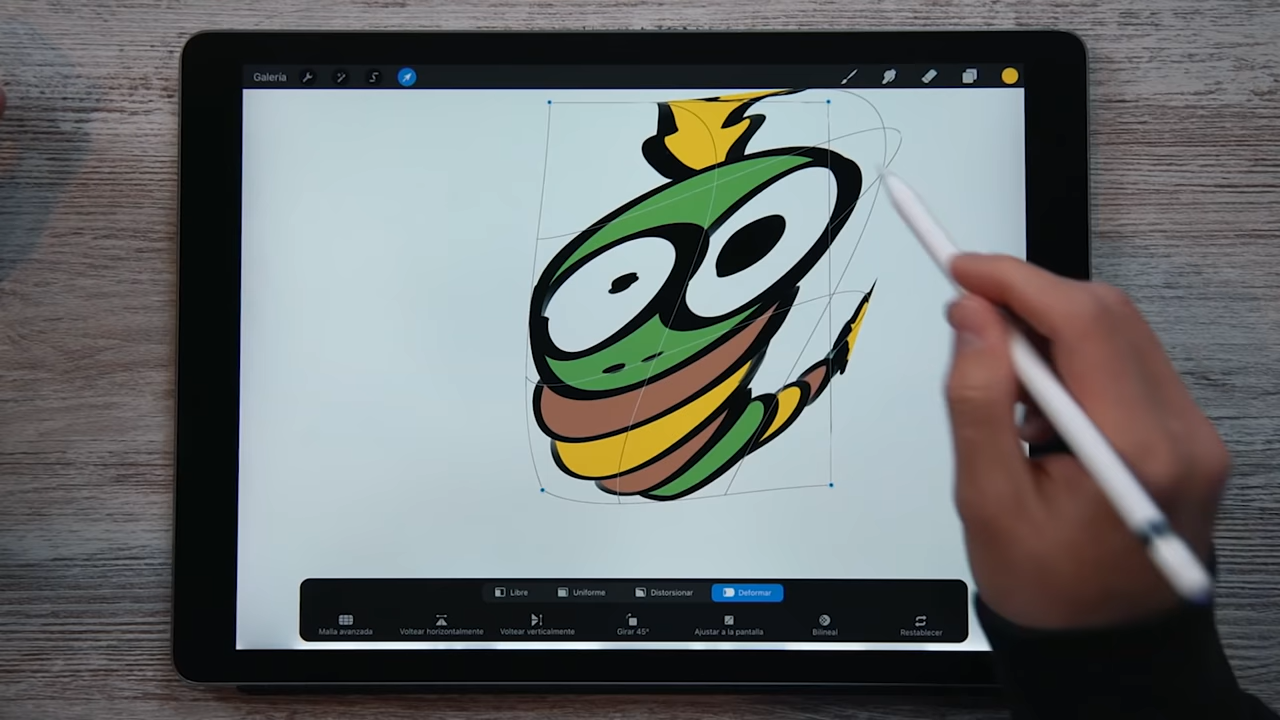 Galería
Libre Uniforme Distorsionar Deformar
Malla avanzada Voltear horizontalmente Voltear verticalmente Girar 45° Ajustar a la pantalla Bilineal Restablecer